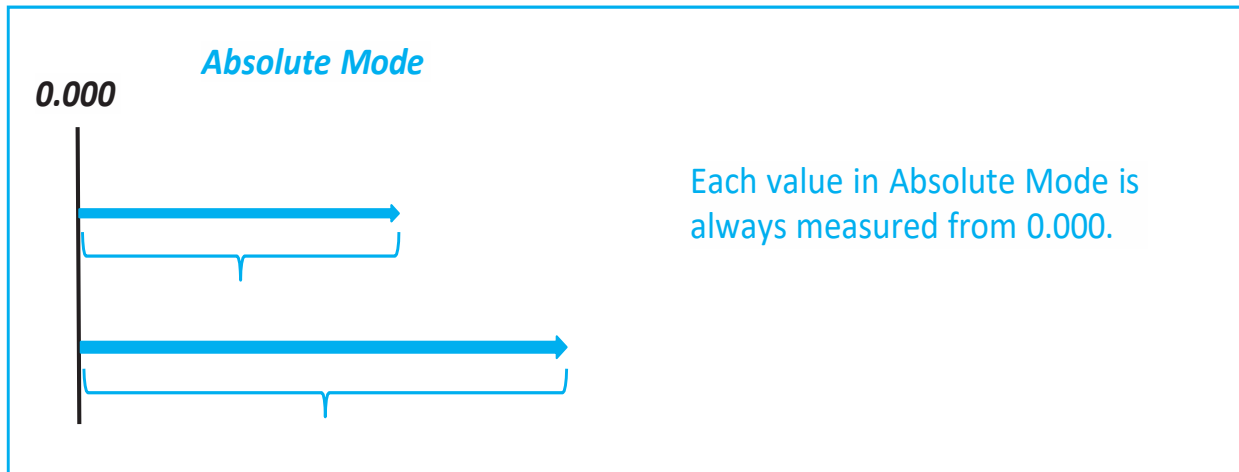 Absolute Mode
0.000
Each value in Absolute Mode is
always measured from 0.000.